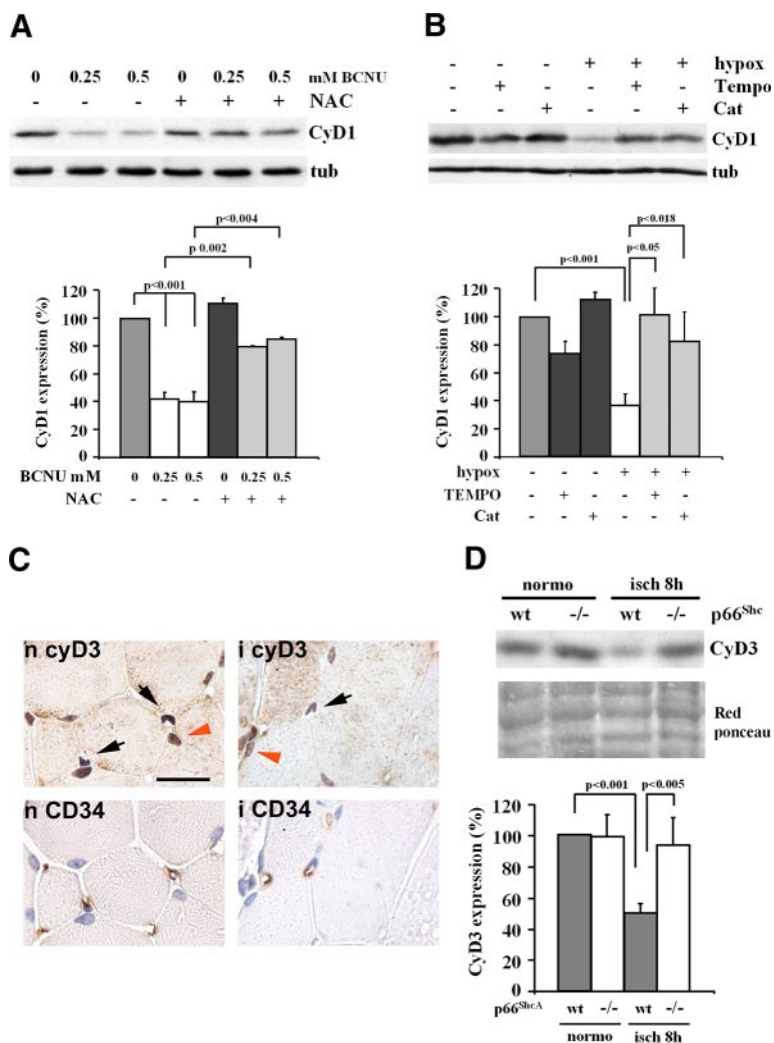 A
0 0.25 0.5 0 0.25 0.5 mM BCNU
- - - + + + NAC
CyD1
tub
p<0.004
p 0.002
p<0.001
CyD1 expression (%)
120
100
80
60
40
20
0
BCNU mM 0 0.25 0.5 0 0.25 0.5
NAC - - - + + +
B
- - - + + + hypox
- + - - + - Tempo
- - + - - + Cat
CyD1
tub
p<0.018
p<0.001 p<0.05
CyD1 expression (%)
120
100
80
60
40
20
0
hypox - - - + + +
TEMPO - + - - + -
Cat - - + - - +
C
n cyD3
i cyD3
n CD34
i CD34
D
normo isch 8h
wt -/- wt -/- p66Shc
CyD3
Red
ponceau
p<0.001 p<0.005
CyD3 expression (%)
120
100
80
60
40
20
0
p66ShcA wt -/- wt -/-
normo isch 8h